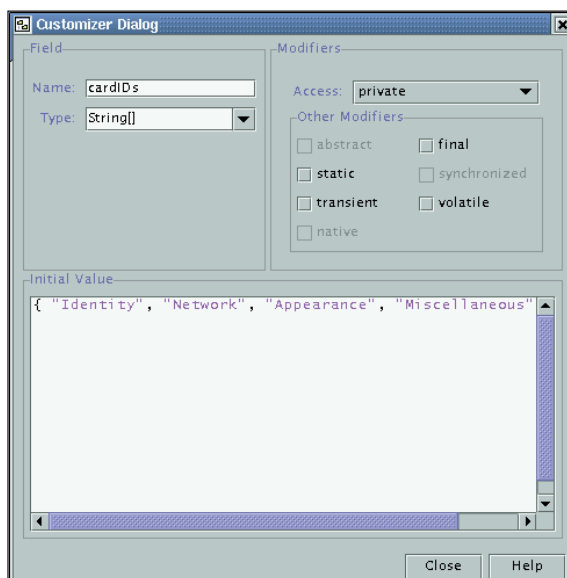 Customizer Dialog
Field
Name: cardIDs
Type: String[]
Modifiers
Access: private
Other Modifiers
abstract
final
static
synchronized
transient
volatile
native
Initial Value
{ "Identity", "Network", "Appearance", "Miscellaneous"
Close
Help